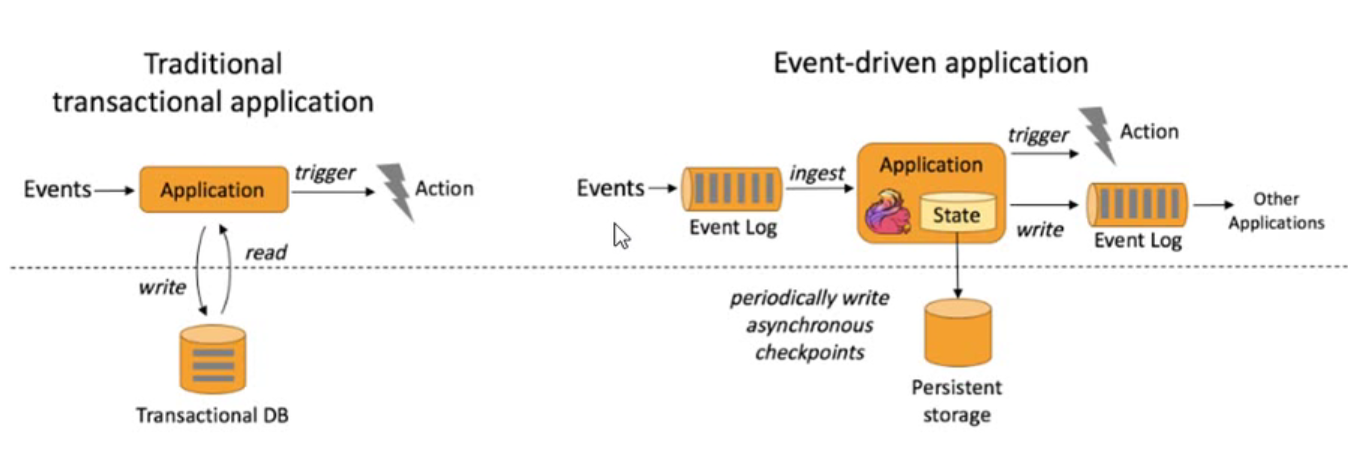 Traditional
transactional application
Events
Application
trigger
Action
read
write
Transactional DB
Event-driven application
Events
Event Log
ingest
Application
State
trigger
Action
write
Event Log
Other
Applications
periodically write
asynchronous
checkpoints
Persistent
storage